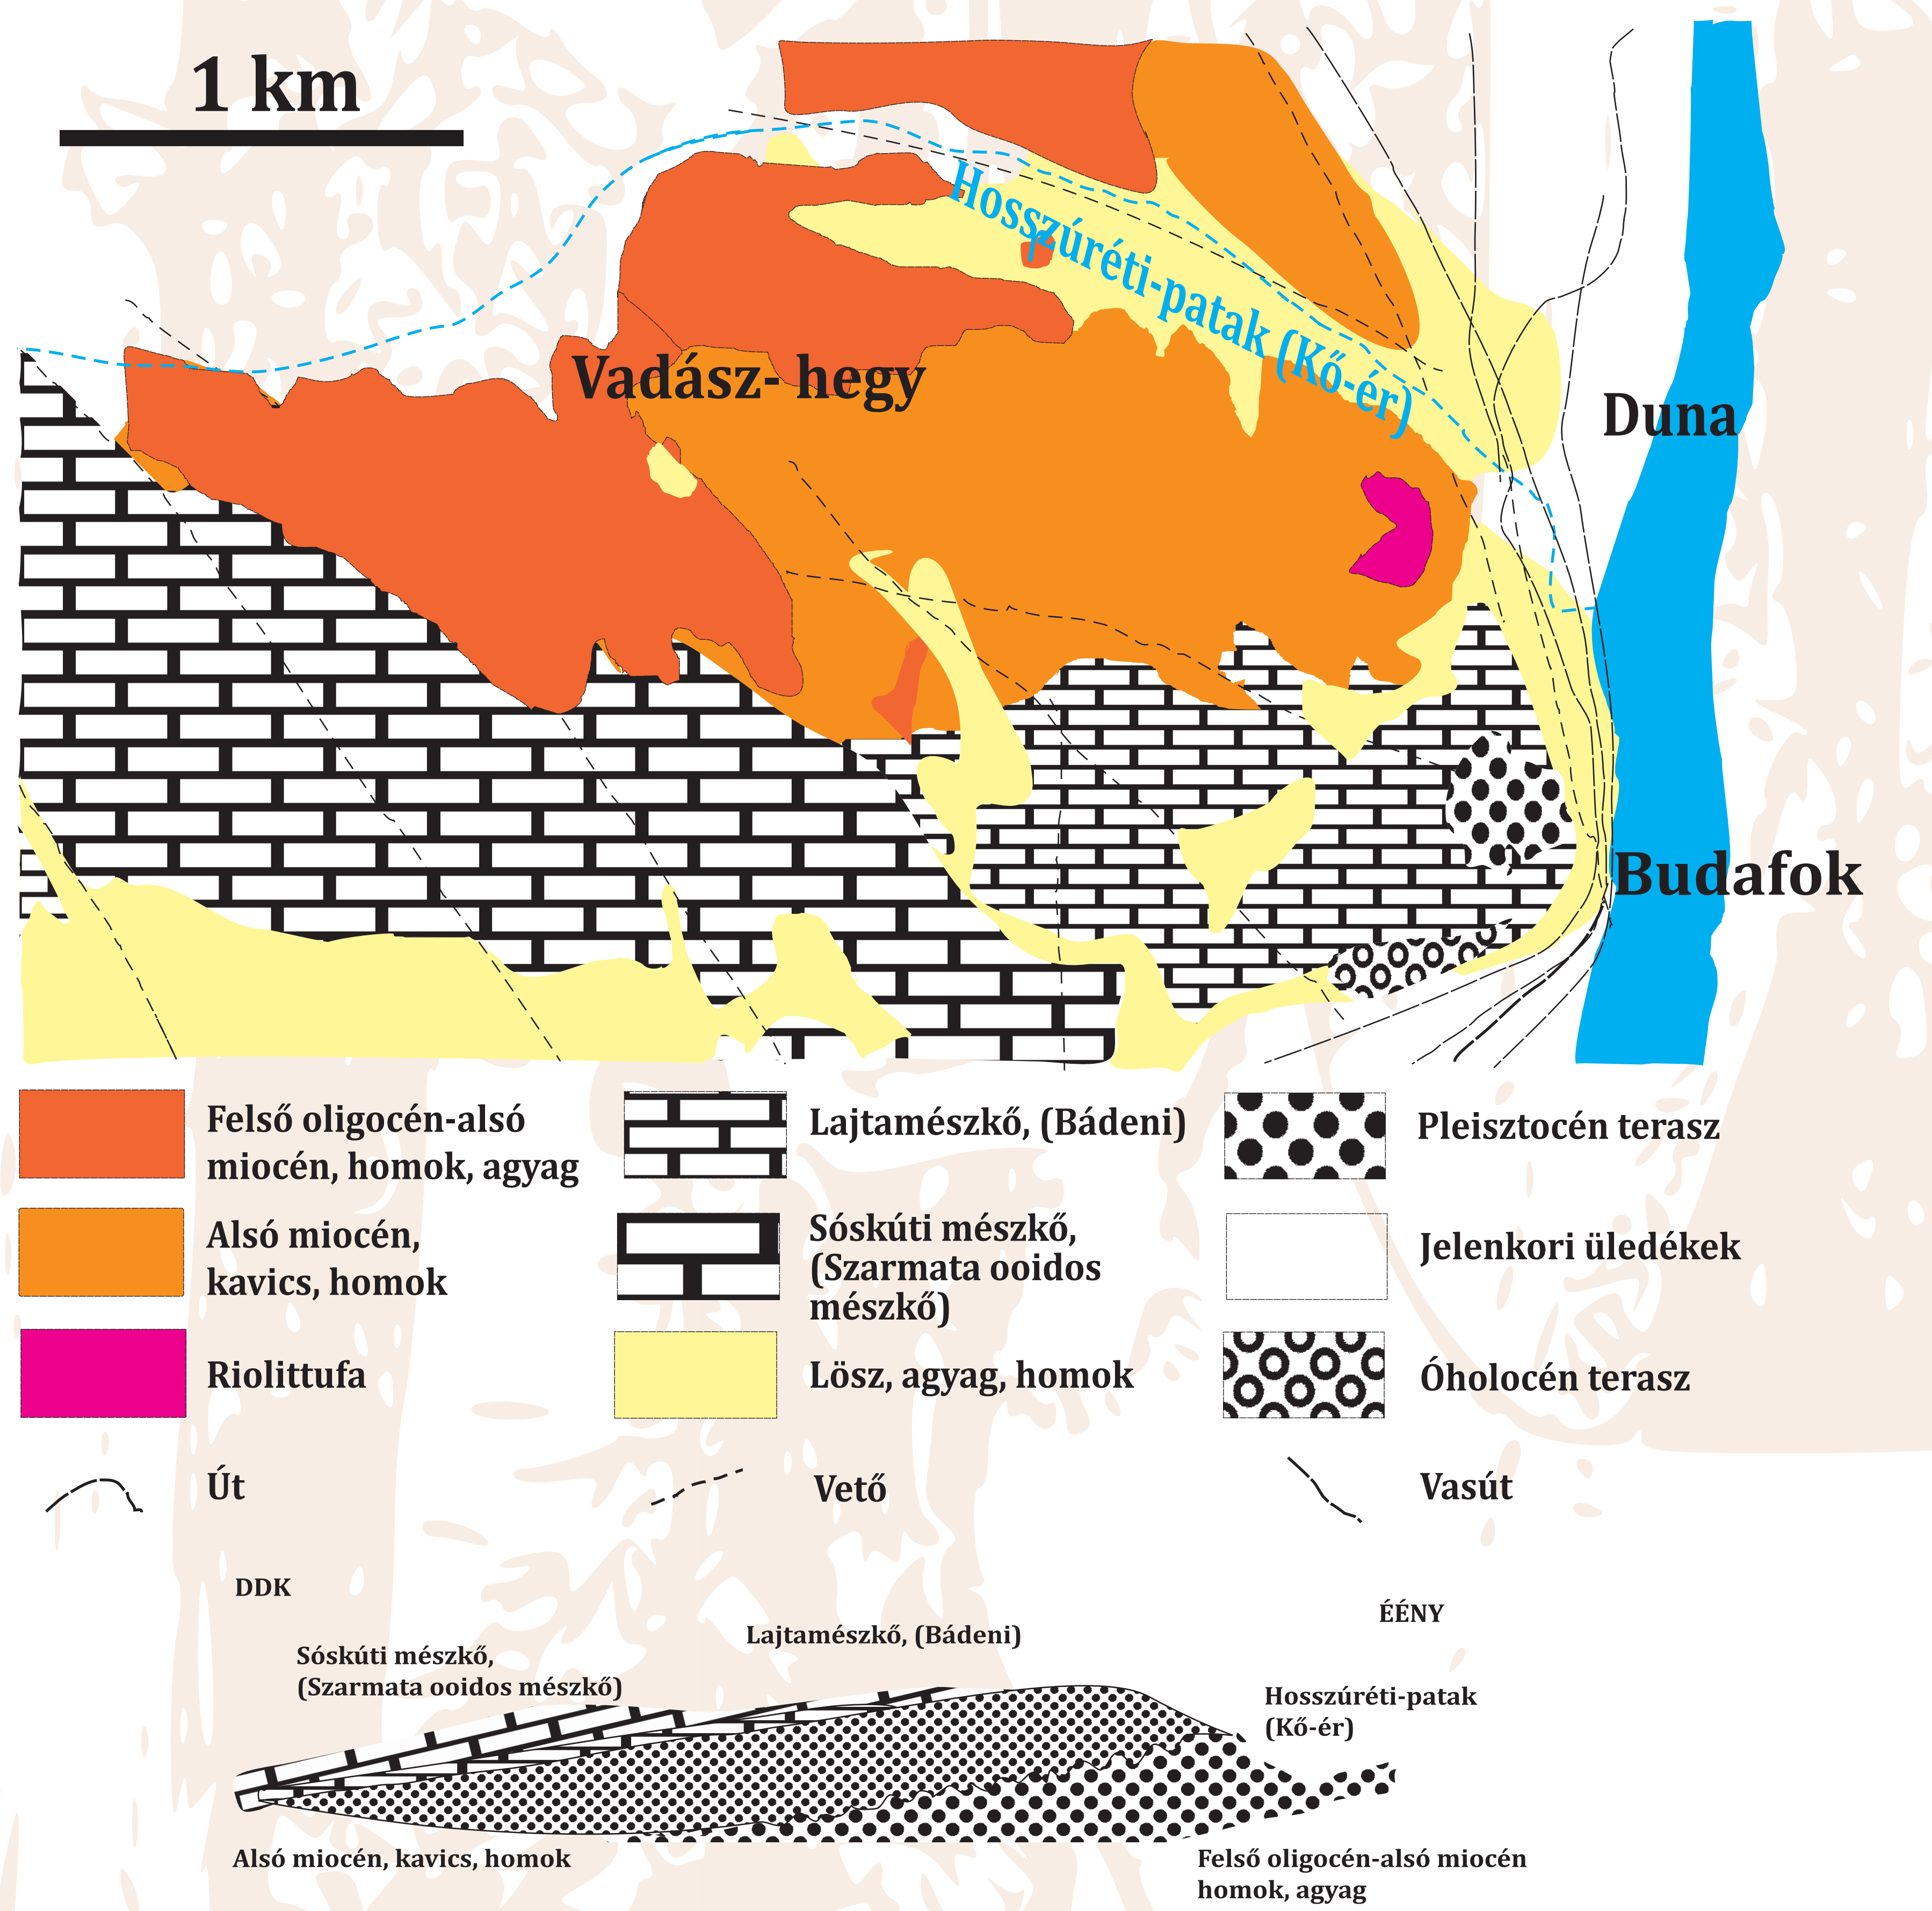 1 km
Hosszúréti-patak (Kő-ér)
Vadász- hegy
Duna
Budafok
Felső oligocén-alsó
miocén, homok, agyag
Alsó miocén,
kavics, homok
Riolittufa
Lajtamészkő, (Bádeni)
Sóskúti mészkő,
(Szarmata ooidos
mészkő)
Lösz, agyag, homok
Pleisztocén terasz
Jelenkori üledékek
Óholocén terasz
Út
Vető
Vasút
DDK
ÉÉNY
Sóskúti mészkő,
(Szarmata ooidos mészkő)
Lajtamészkő, (Bádeni)
Hosszúréti-patak
(Kő-ér)
Alsó miocén, kavics, homok
Felső oligocén-alsó miocén
homok, agyag